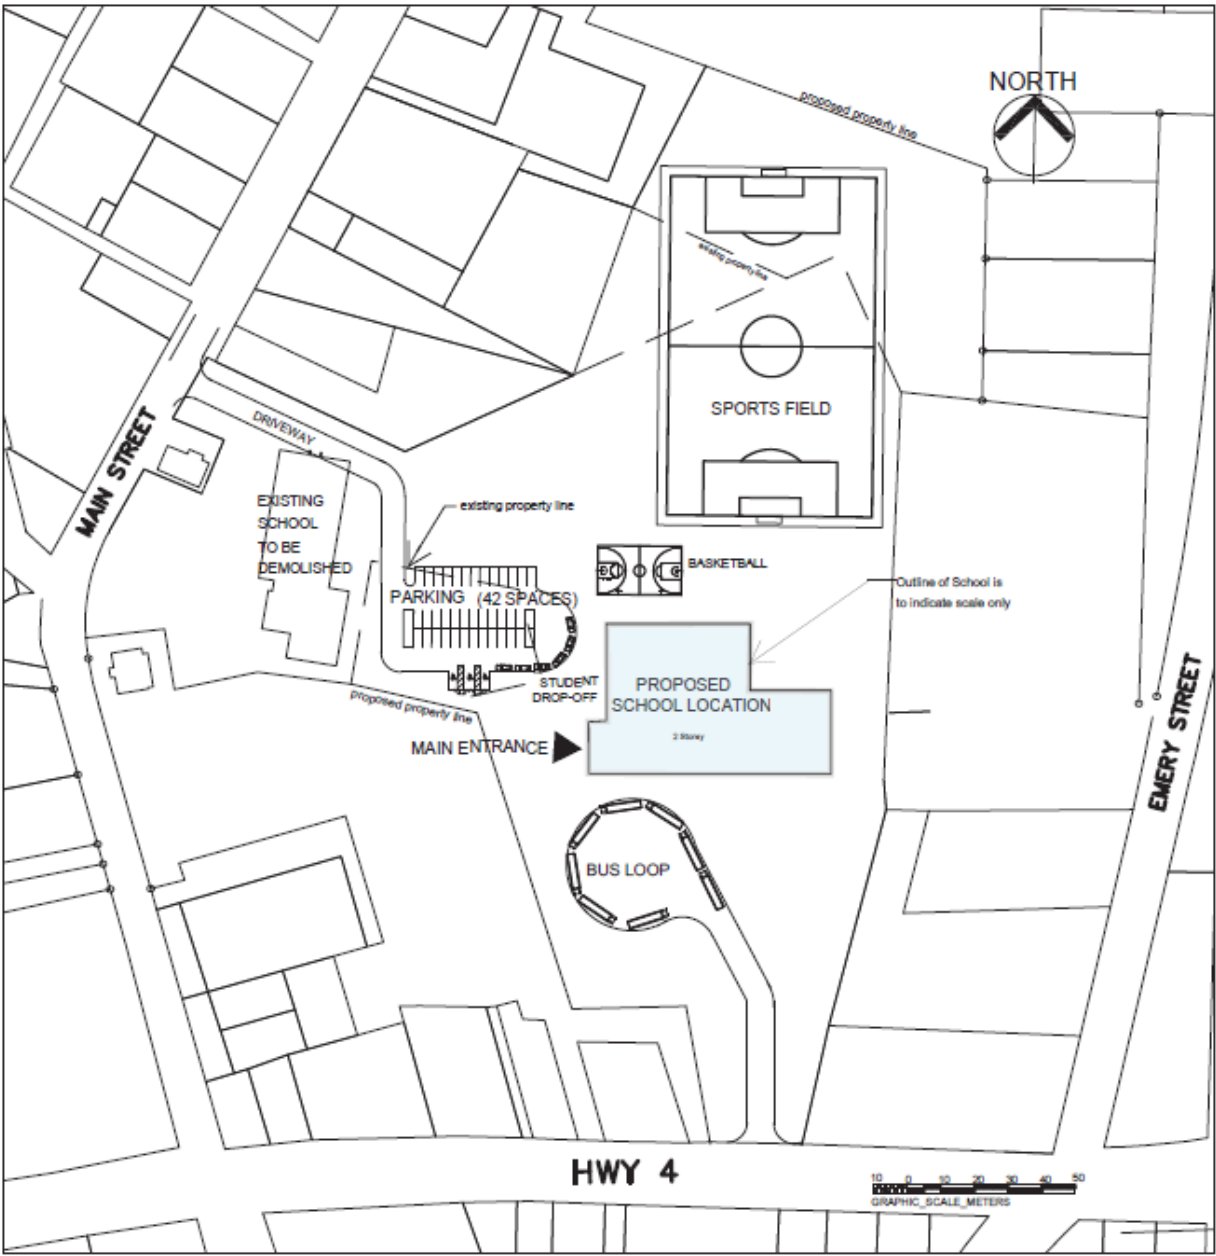 NORTH
proposed property line
existing property line
SPORTS FIELD
DRIVEWAY
MAIN STREET
EXISTING
SCHOOL
TO BE
DEMOLISHED
existing property line
BASKETBALL
PARKING (42 SPACES)
Outline of School is
to indicate scale only
STUDENT
DROP-OFF
PROPOSED
SCHOOL LOCATION
2 Storey
proposed property line
MAIN ENTRANCE
EMERY STREET
BUS LOOP
HWY 4
10 0 10 20 30 40 50
GRAPHIC_SCALE_METERS